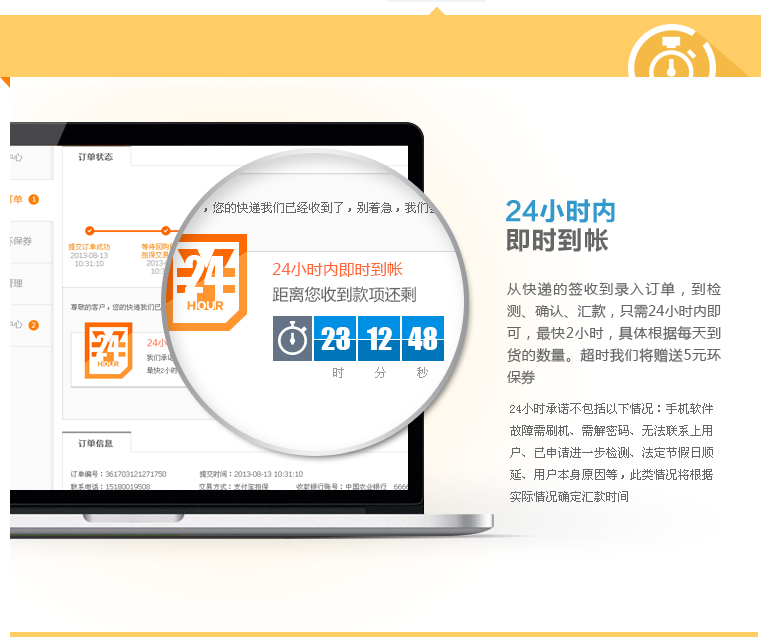 订单状态
中心
订单 1
环保券
管理
中心 2
提交订单成功
2013-08-13
10:31:10
尊敬的客户，您的快递我们已
24
HOUR
24小
我们承诺
最快2小时
订单信息
订单编号：361703121271750 提交时间：2013-08-13 10:31:10
联系电话：15180019508 交易方式：支付宝担保 收款银行账号：中国农业银行
，您的快递我们已经收到了，别着急，我们会
24
HOUR
24小时内即时到帐
距离您收到款项还剩
23 12 48
时 分 秒
24小时内
即时到帐
从快递的签收到录入订单，到检
测、确认、汇款，只需24小时内即
可，最快2小时，具体根据每天到
货的数量。超时我们将赠送5元环
保券
24小时承诺不包括以下情况：手机软件
故障需刷机、需解密码、无法联系上用
户、已申请进一步检测、法定节假日顺
延、用户本身原因等，此类情况将根据
实际情况确定汇款时间